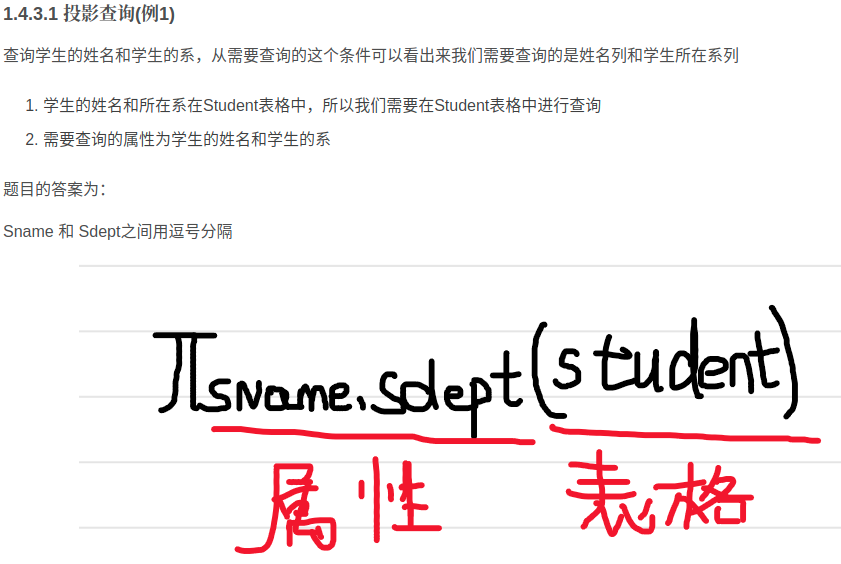 1.4.3.1 投影查询(例1)
查询学生的姓名和学生的系，从需要查询的这个条件可以看出来我们需要查询的是姓名列和学生所在系列
1. 学生的姓名和所在系在Student表格中，所以我们需要在Student表格中进行查询
2. 需要查询的属性为学生的姓名和学生的系
题目的答案为：
Sname 和 Sdept之间用逗号分隔
π sname,sdept(student)
属性 表格